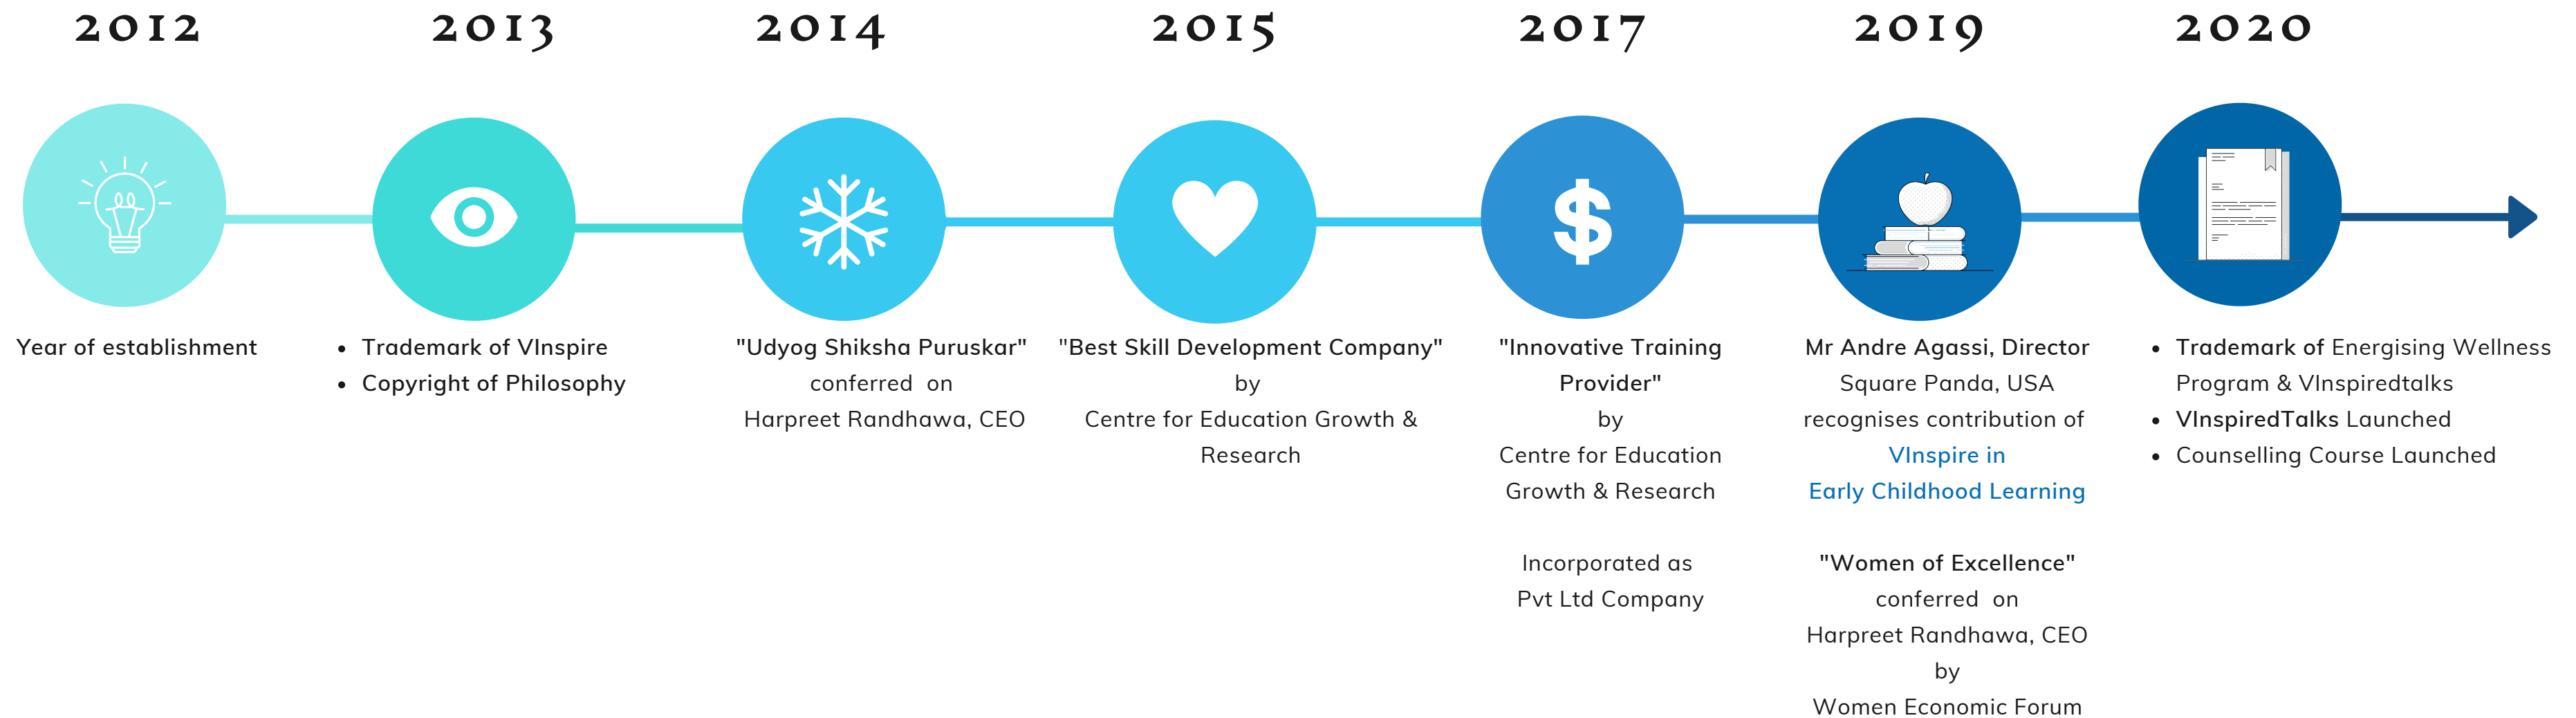 2012
Year of establishment
2013
• Trademark of VInspire
• Copyright of Philosophy
2014
"Udyog Shiksha Puruskar"
conferred on
Harpreet Randhawa, CEO
2015
"Best Skill Development Company"
by
Centre for Education Growth &
Research
2017
$
"Innovative Training
Provider"
by
Centre for Education
Growth & Research
Incorporated as
Pvt Ltd Company
2019
Mr Andre Agassi, Director
Square Panda, USA
recognises contribution of
VInspire in
Early Childhood Learning
"Women of Excellence"
conferred on
Harpreet Randhawa, CEO
by
Women Economic Forum
2020
• Trademark of Energising Wellness
Program & VInspiredtalks
• VInspiredTalks Launched
• Counselling Course Launched